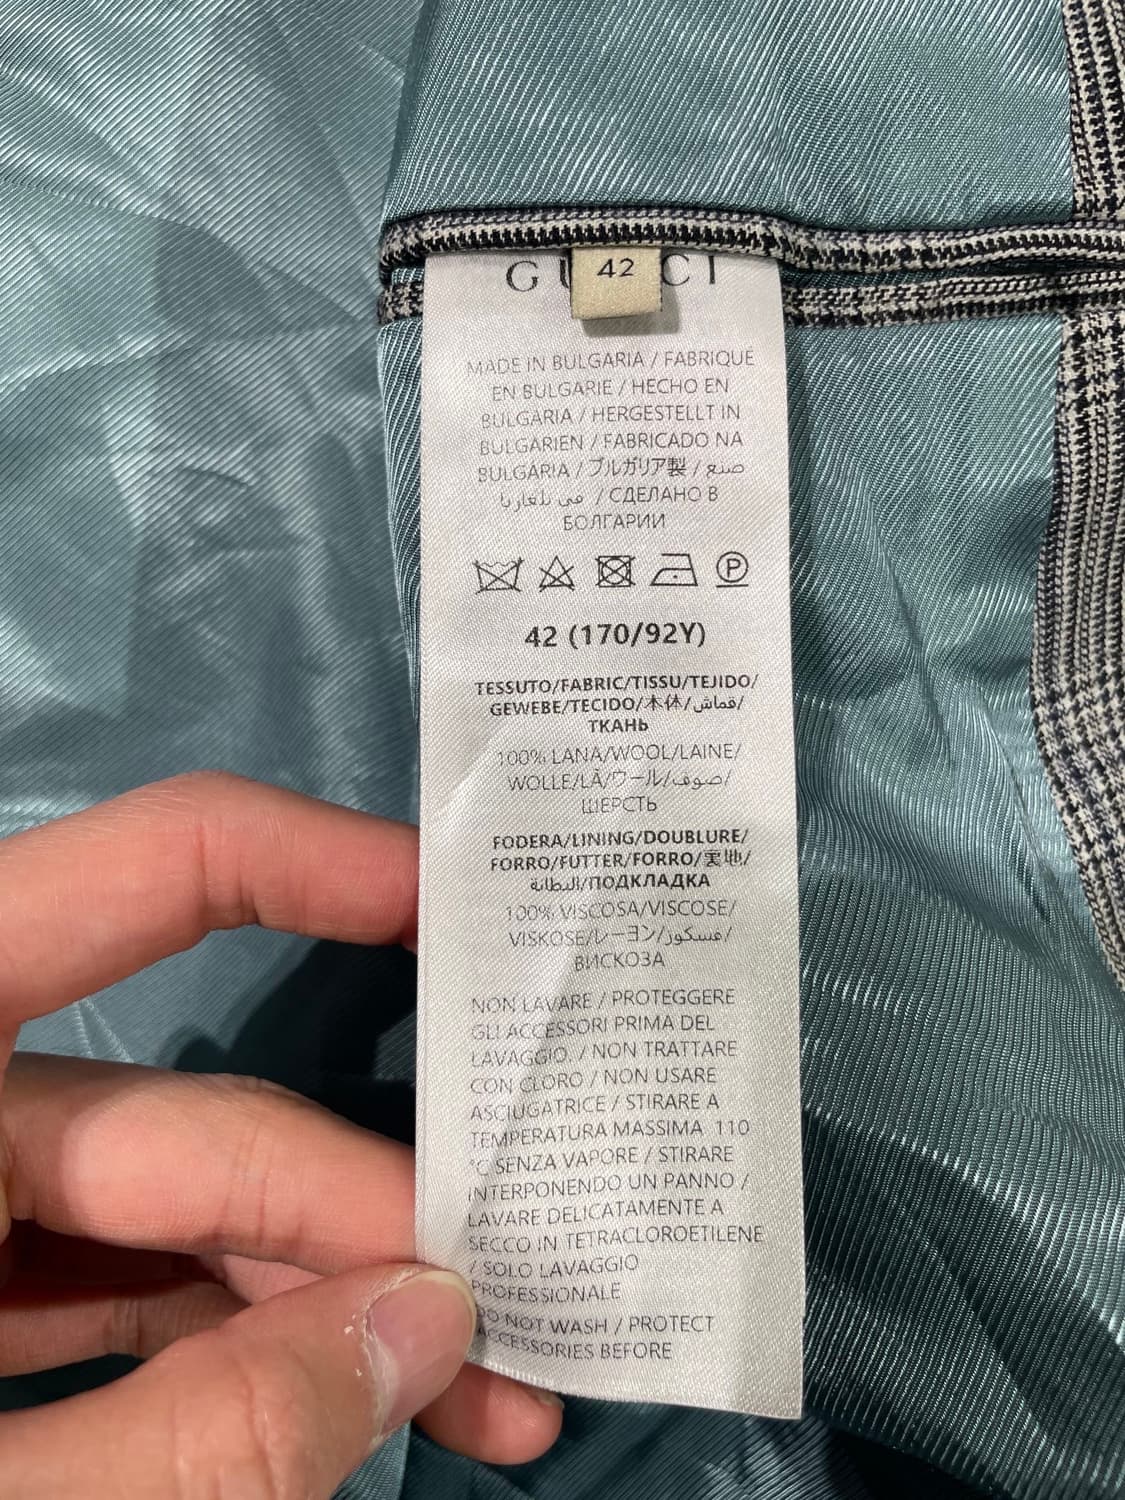 GUCCI
42
MADE IN BULGARIA / FABRIQUÉ
EN BULGARIE / HECHO EN
BULGARIA / HERGESTELLT IN
BULGARIEN / FABRICADO NA
BULGÁRIA / ブルガリア製 / صنع
في بلغاريا / СДЕЛАНО В
БОЛГАРИИ
P
42 (170/92Y)
TESSUTO/FABRIC/TISSU/TEJIDO/
GEWEBE/TECIDO/本体/قماش/
ТКАНЬ
100% LANA/WOOL/LAINE/
WOLLE/LÃ/ウール/صوف/
ШЕРСТЬ
FODERA/LINING/DOUBLURE/
FORRO/FUTTER/FORRO/裏地/
البطانة/ПОДКЛАДКА
100% VISCOSA/VISCOSE/
VISKOSE/レーヨン/فسكوز/
ВИСКОЗА
NON LAVARE / PROTEGGERE
GLI ACCESSORI PRIMA DEL
LAVAGGIO. / NON TRATTARE
CON CLORO / NON USARE
ASCIUGATRICE / STIRARE A
TEMPERATURA MASSIMA 110
°C SENZA VAPORE / STIRARE
INTERPONENDO UN PANNO /
LAVARE DELICATAMENTE A
SECCO IN TETRACLOROETILENE
/ SOLO LAVAGGIO
PROFESSIONALE
DO NOT WASH / PROTECT
ACCESSORIES BEFORE